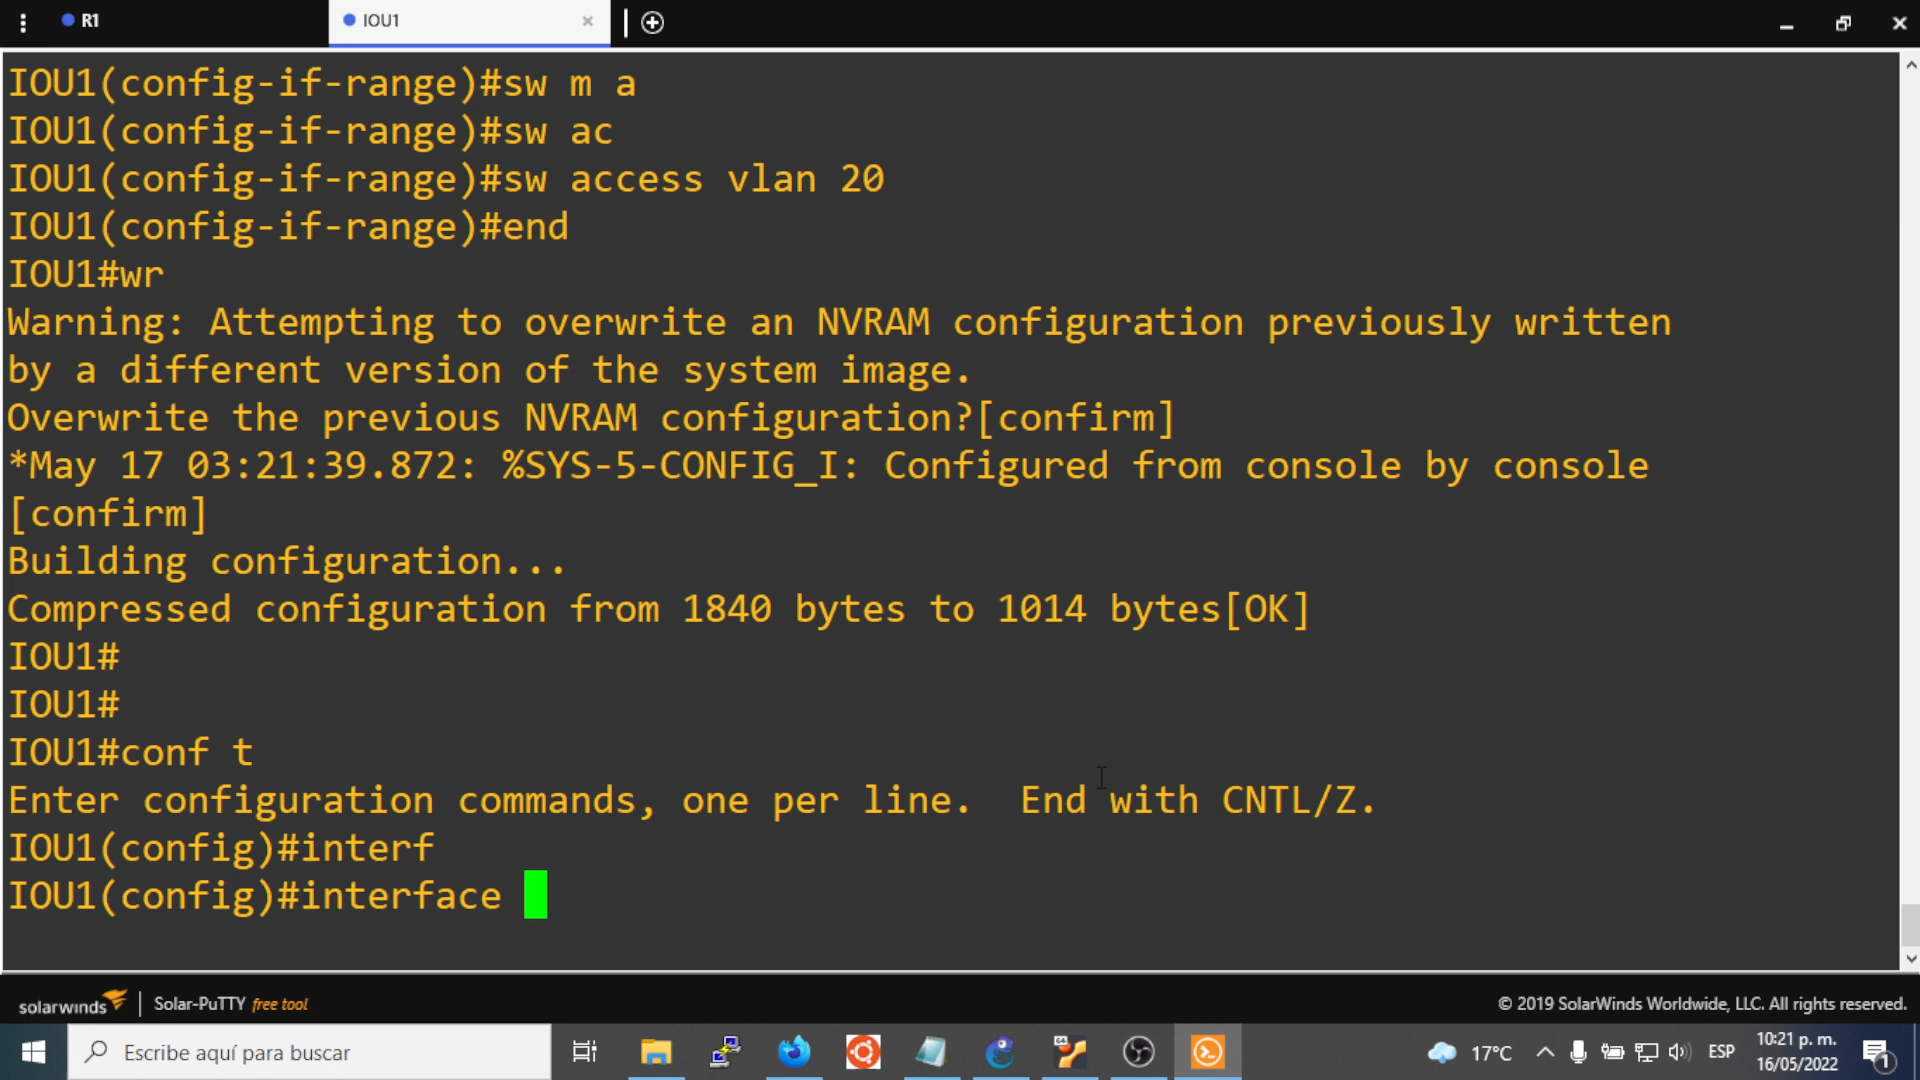 R1
IOU1
IOU1(config-if-range)#sw m a
IOU1(config-if-range)#sw ac
IOU1(config-if-range)#sw access vlan 20
IOU1(config-if-range)#end
IOU1#wr
Warning: Attempting to overwrite an NVRAM configuration previously written
by a different version of the system image.
Overwrite the previous NVRAM configuration?[confirm]
*May 17 03:21:39.872: %SYS-5-CONFIG_I: Configured from console by console
[confirm]
Building configuration...
Compressed configuration from 1840 bytes to 1014 bytes[OK]
IOU1#
IOU1#
IOU1#conf t
Enter configuration commands, one per line.  End with CNTL/Z.
IOU1(config)#interf
IOU1(config)#interface
solarwinds
Solar-PuTTY free tool
© 2019 SolarWinds Worldwide, LLC. All rights reserved.
Escribe aquí para buscar
17°C
ESP
10:21 p. m.
16/05/2022
1